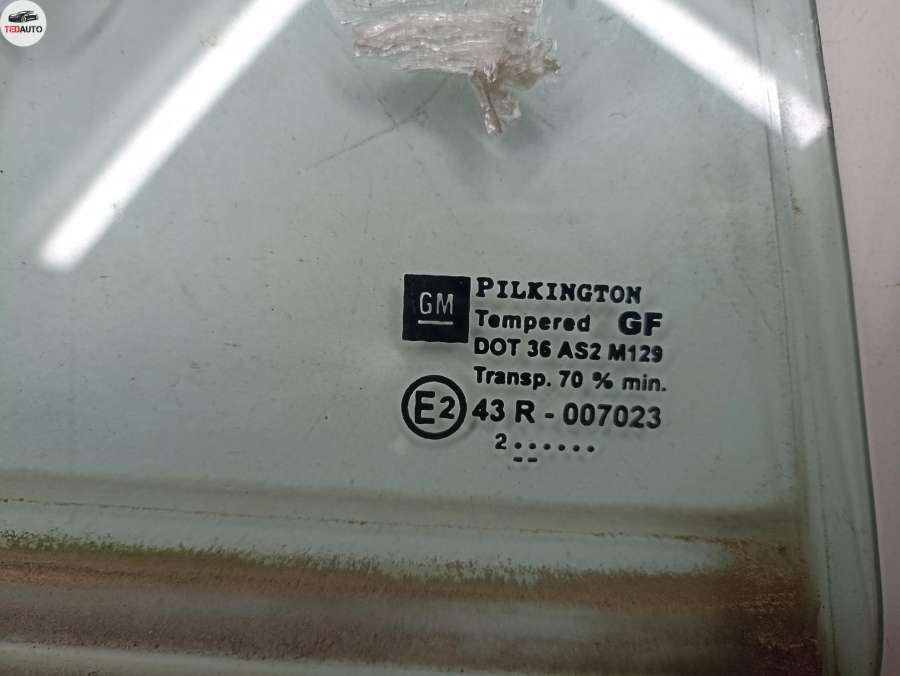 TEDAUTO
GM
PILKINGTON
Tempered GF
DOT 36 AS2 M129
Transp. 70 % min.
E2 43 R - 007023
2 . . . . . .
- -